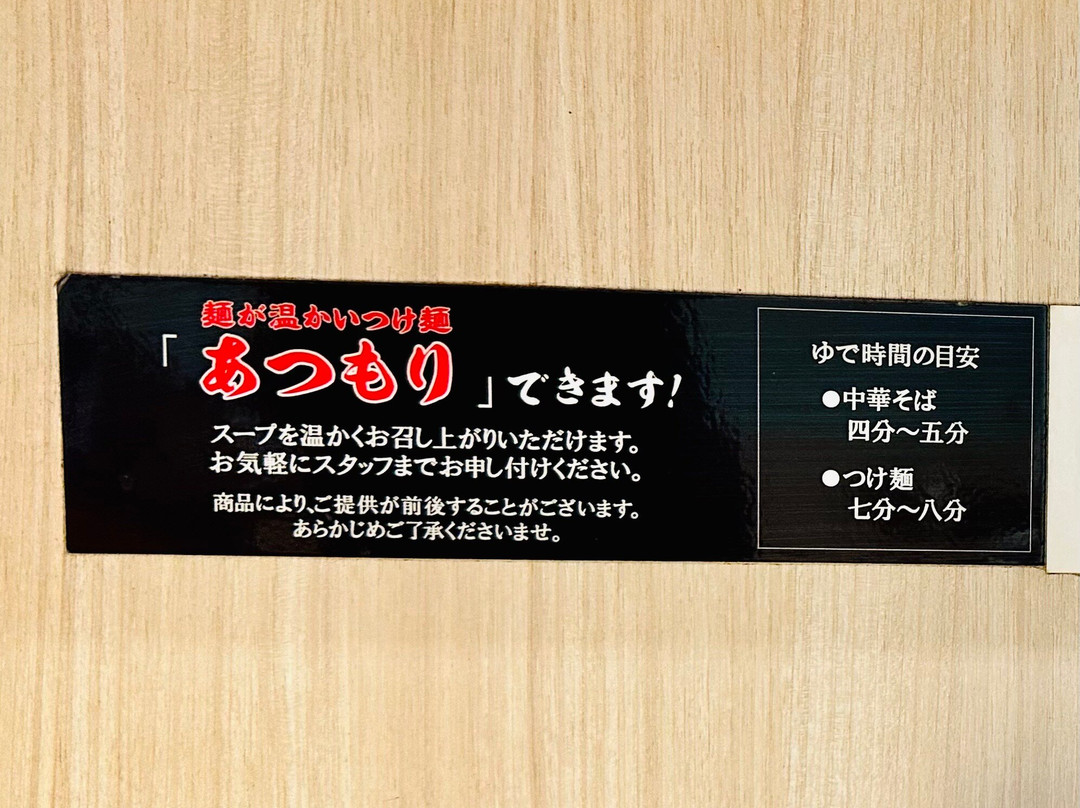 麺が温かいつけ麺
「あつもり」できます!
スープを温かくお召し上がりいただけます。
お気軽にスタッフまでお申し付けください。
商品により、ご提供が前後することがございます。
あらかじめご了承くださいませ。
ゆで時間の目安
●中華そば
四分〜五分
●つけ麺
七分〜八分